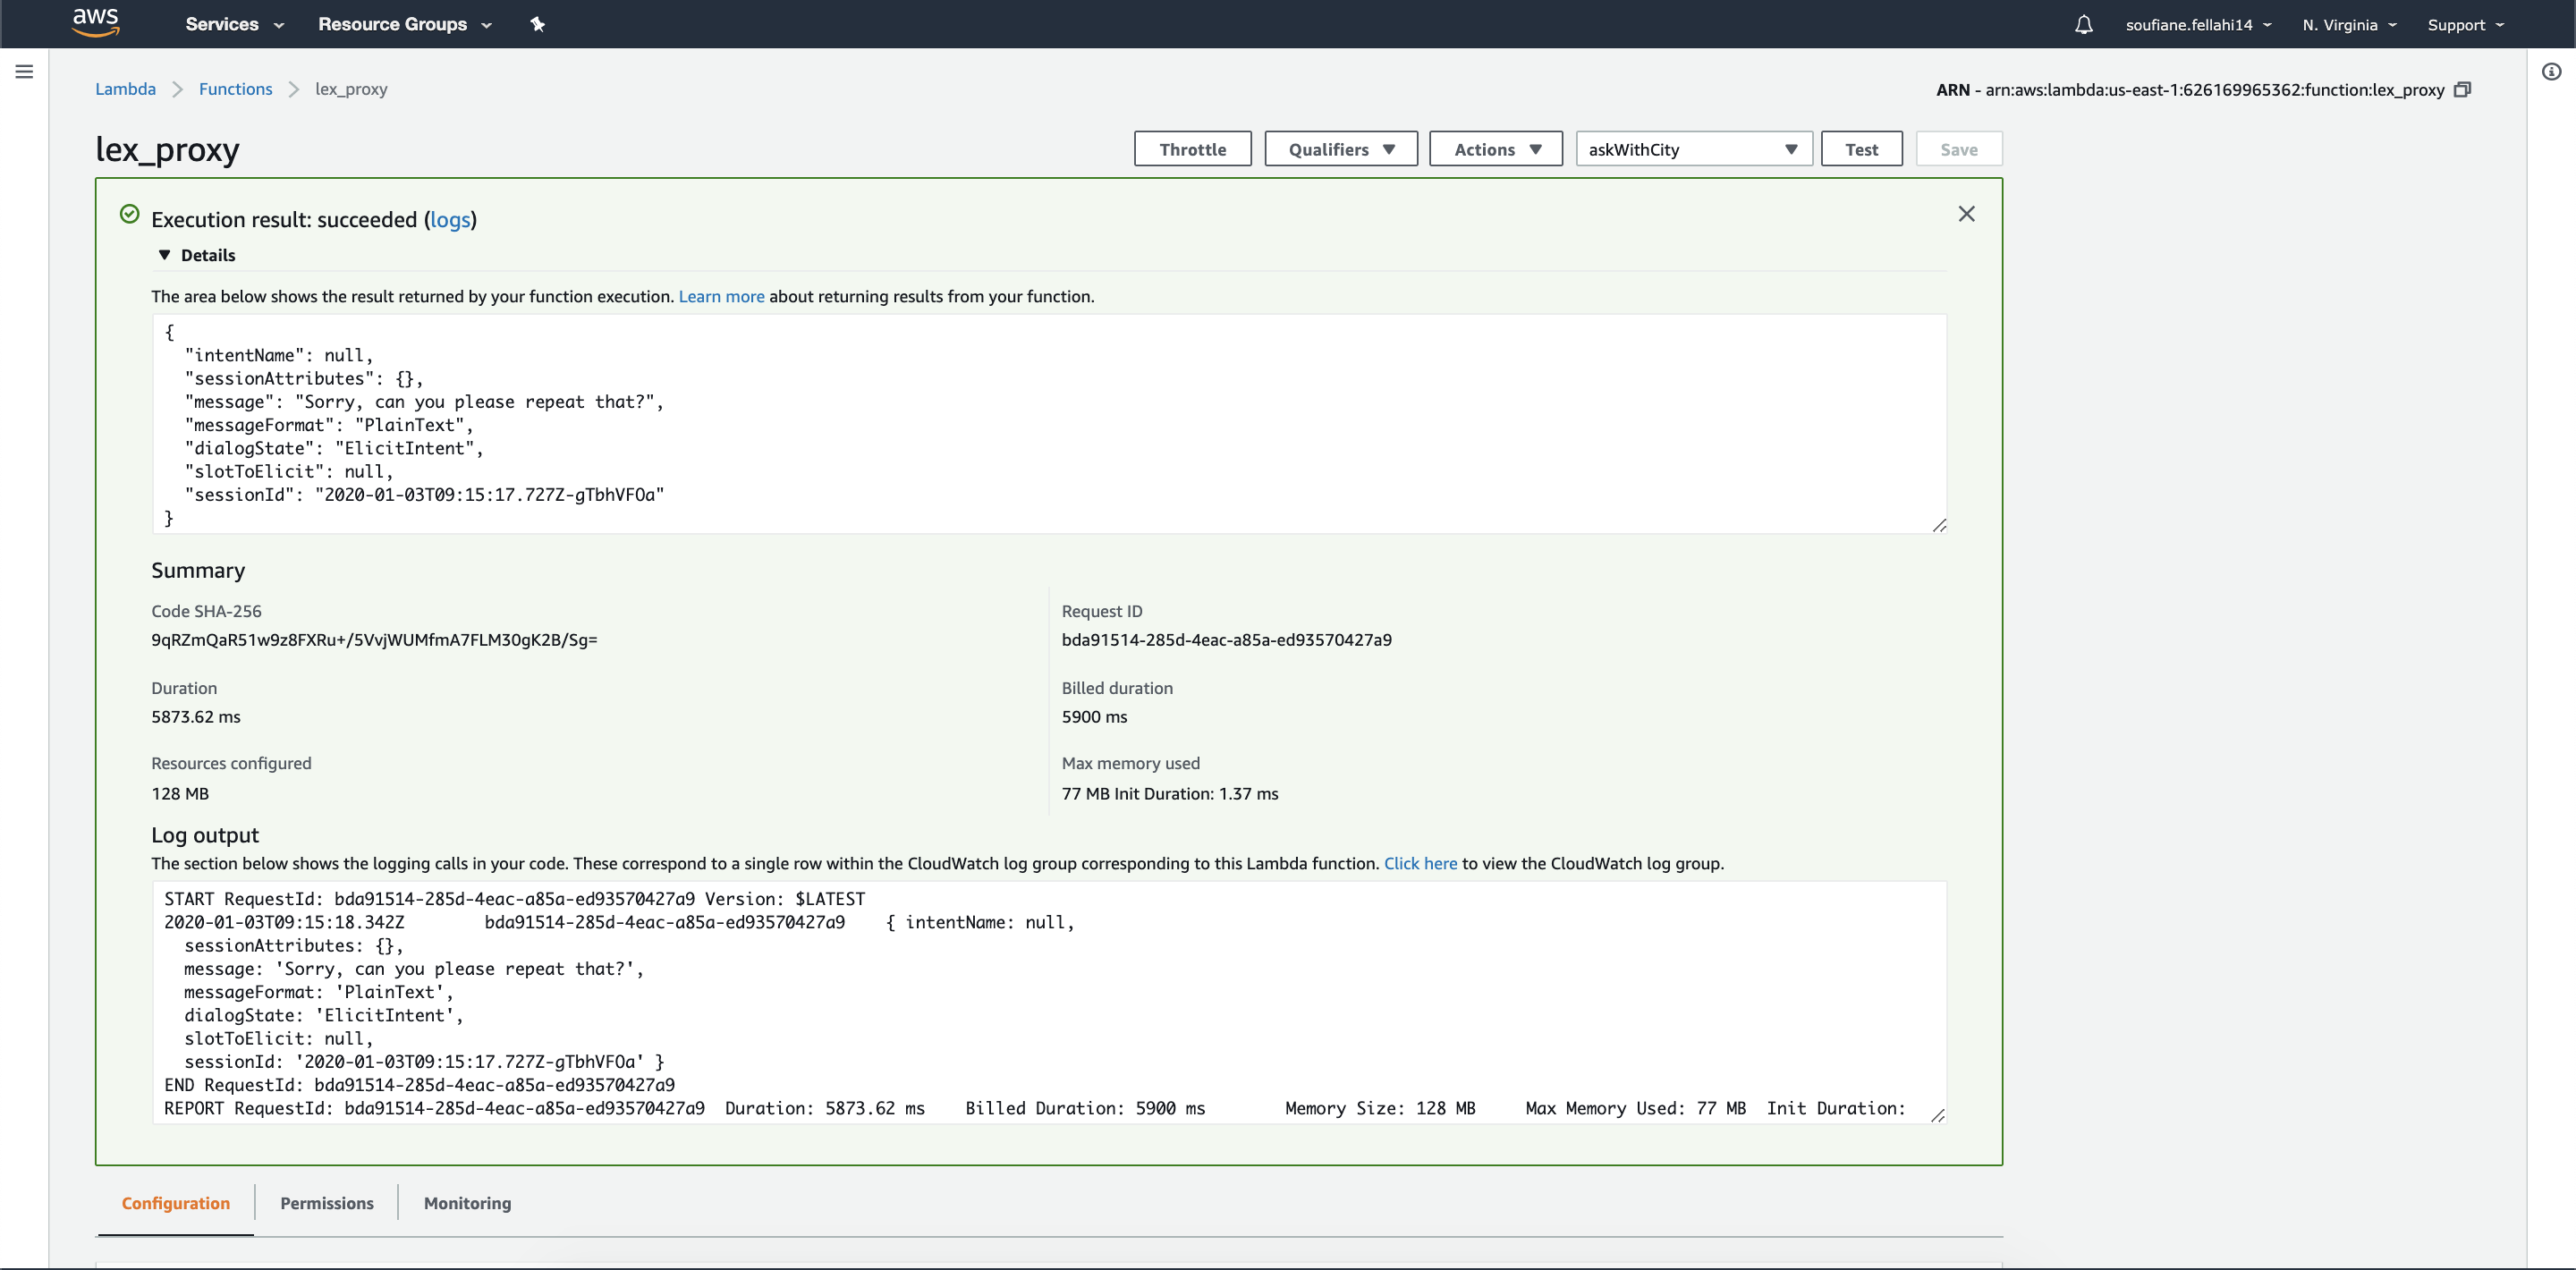 aws Services Resource Groups soufiane.fellahi14 N. Virginia Support
Lambda Functions lex_proxy ARN - arn:aws:lambda:us-east-1:626169965362:function:lex_proxy
lex_proxy Throttle Qualifiers Actions askWithCity Test Save
Execution result: succeeded (logs)
Details
The area below shows the result returned by your function execution. Learn more about returning results from your function.
{
"intentName": null,
"sessionAttributes": {},
"message": "Sorry, can you please repeat that?",
"messageFormat": "PlainText",
"dialogState": "ElicitIntent",
"slotToElicit": null,
"sessionId": "2020-01-03T09:15:17.727Z-gTbhVFOa"
}
Summary
Code SHA-256 Request ID
9qRZmQaR51w9z8FXRu+/5VvjWUMfmA7FLM30gK2B/Sg= bda91514-285d-4eac-a85a-ed93570427a9
Duration Billed duration
5873.62 ms 5900 ms
Resources configured Max memory used
128 MB 77 MB Init Duration: 1.37 ms
Log output
The section below shows the logging calls in your code. These correspond to a single row within the CloudWatch log group corresponding to this Lambda function. Click here to view the CloudWatch log group.
START RequestId: bda91514-285d-4eac-a85a-ed93570427a9 Version: $LATEST
2020-01-03T09:15:18.342Z bda91514-285d-4eac-a85a-ed93570427a9 { intentName: null,
sessionAttributes: {},
message: 'Sorry, can you please repeat that?',
messageFormat: 'PlainText',
dialogState: 'ElicitIntent',
slotToElicit: null,
sessionId: '2020-01-03T09:15:17.727Z-gTbhVFOa' }
END RequestId: bda91514-285d-4eac-a85a-ed93570427a9
REPORT RequestId: bda91514-285d-4eac-a85a-ed93570427a9 Duration: 5873.62 ms Billed Duration: 5900 ms Memory Size: 128 MB Max Memory Used: 77 MB Init Duration:
Configuration Permissions Monitoring